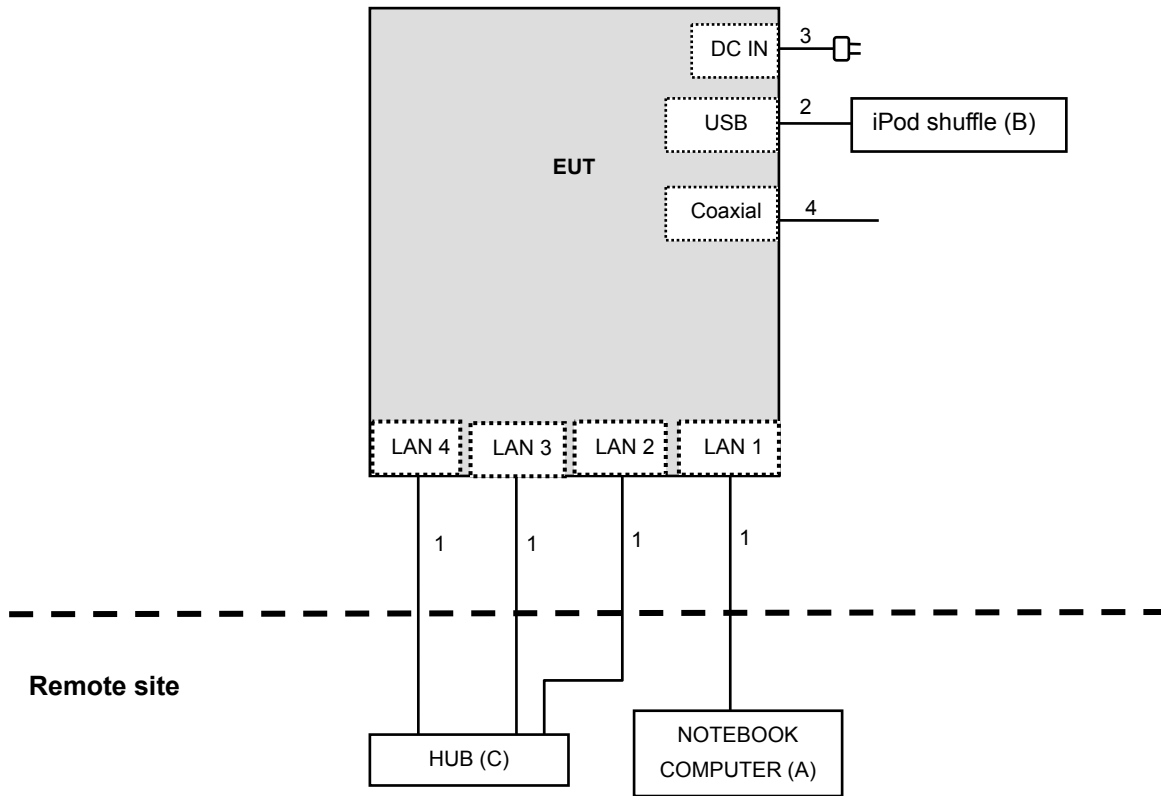 DC IN
3
USB
2
iPod shuffle (B)
EUT
Coaxial
4
LAN 4
LAN 3
LAN 2
LAN 1
1
1
1
1
Remote site
HUB (C)
NOTEBOOK
COMPUTER (A)